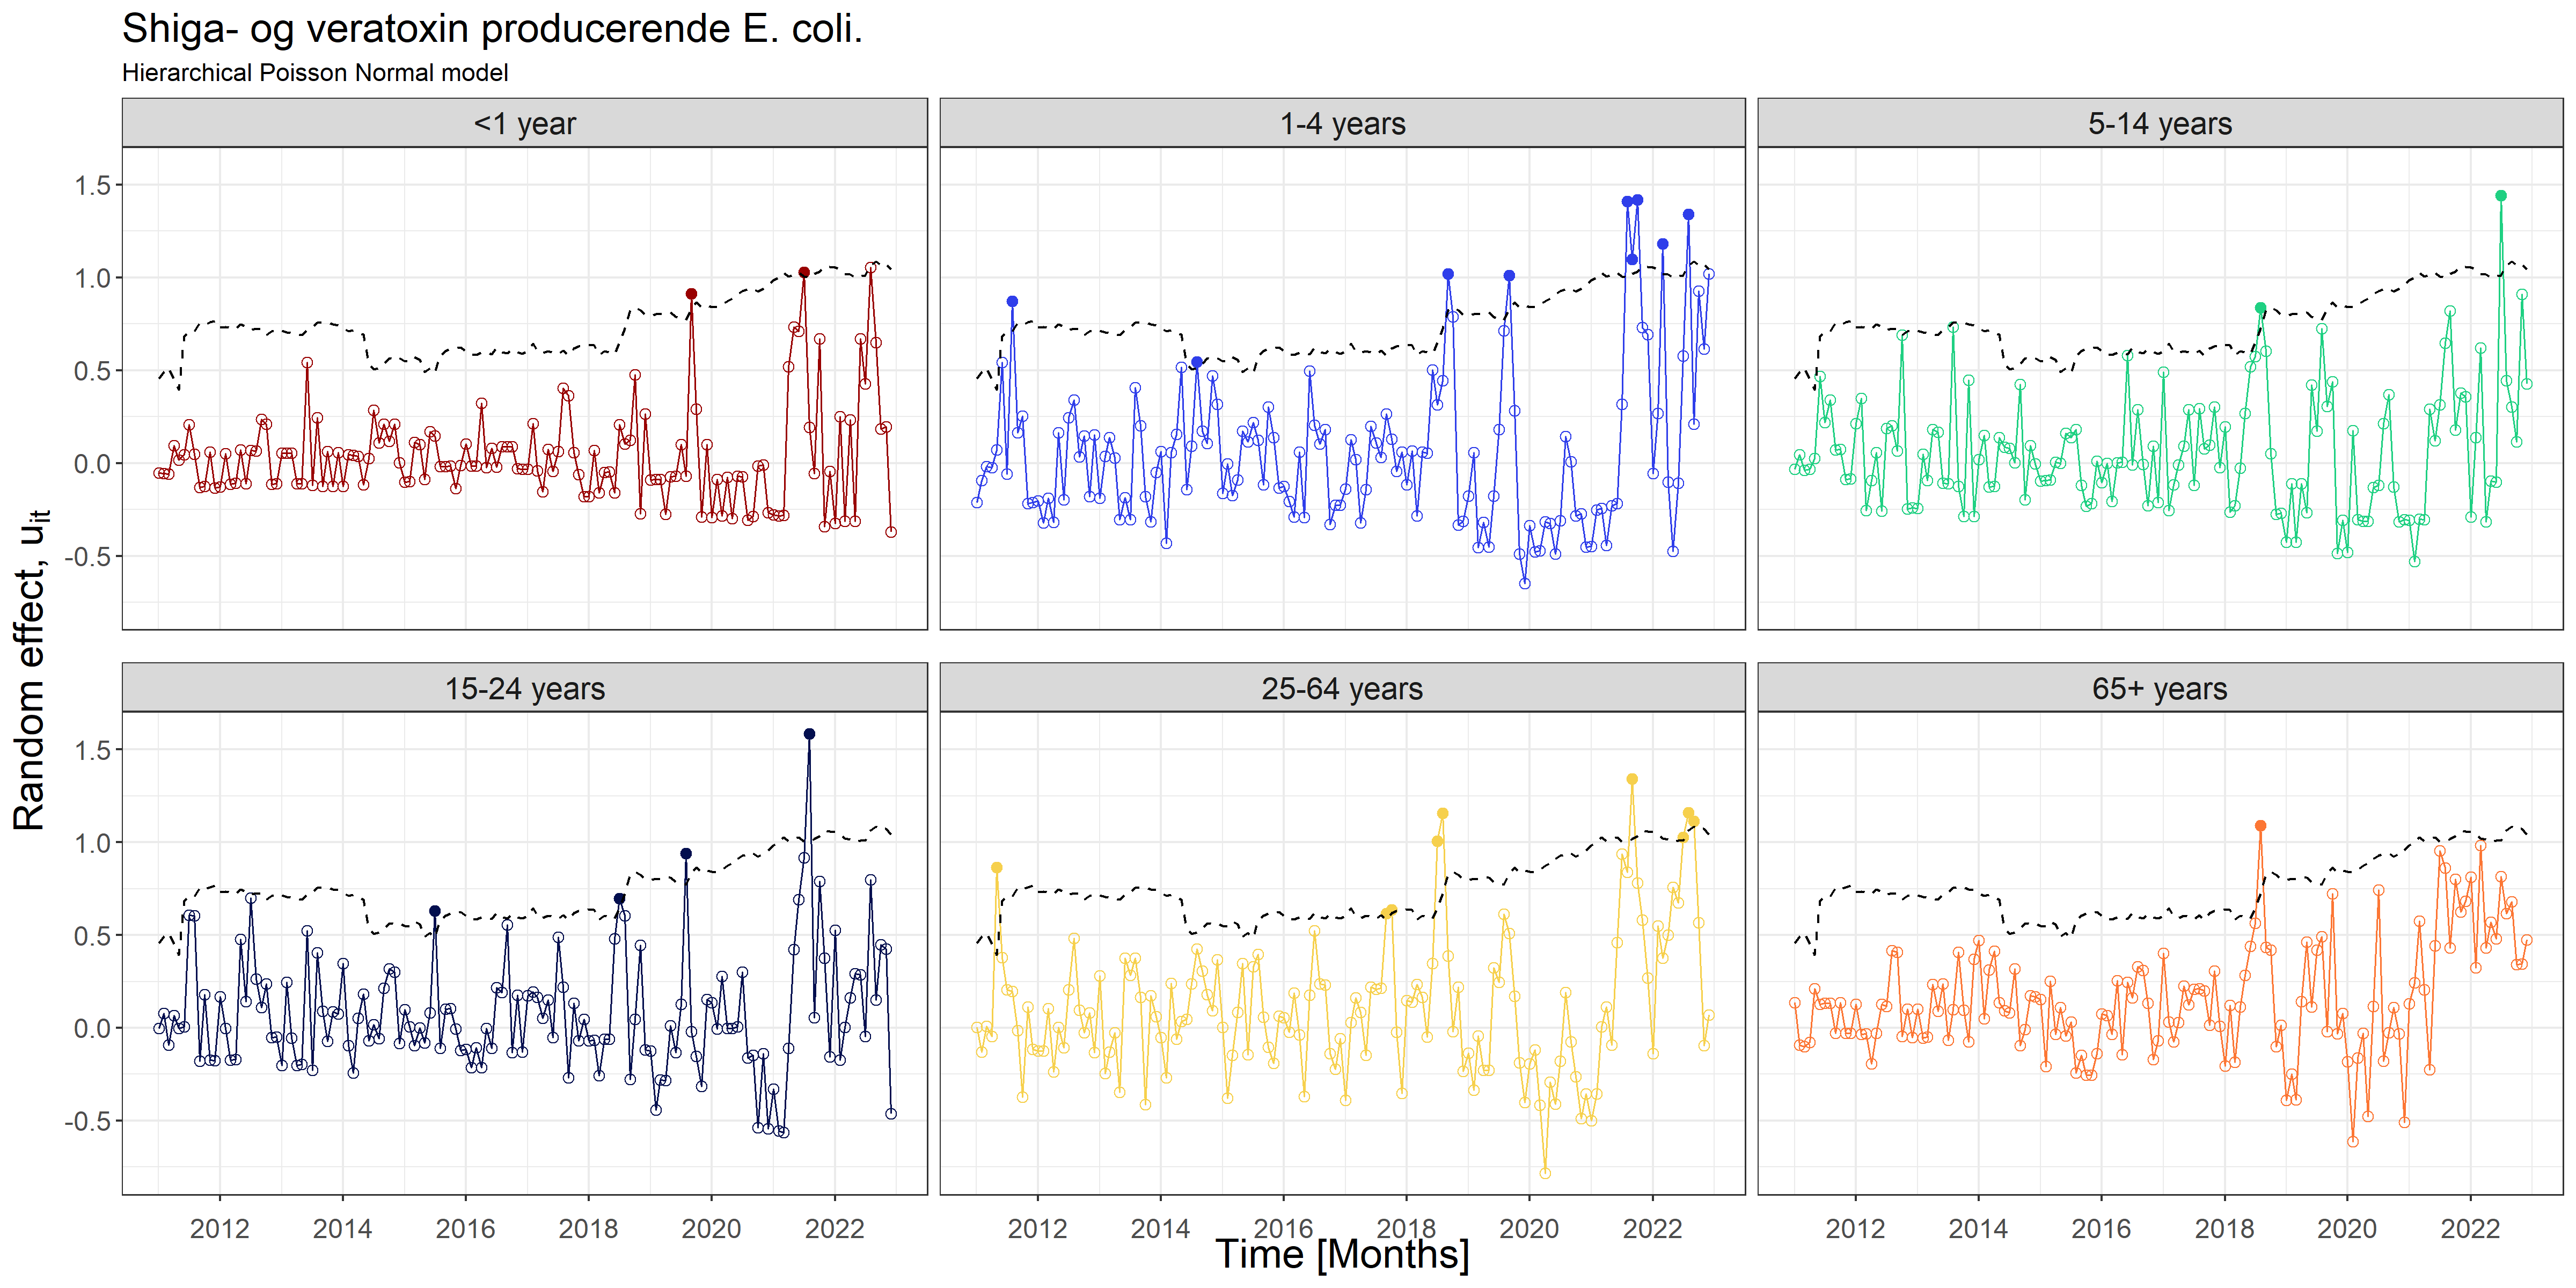 Shiga- og veratoxin producerende E. coli.
Hierarchical Poisson Normal model
<1 year
1-4 years
5-14 years
1.5
1.0
0.5
0.0
-0.5
15-24 years
25-64 years
65+ years
1.5
1.0
0.5
0.0
-0.5
Random effect, uit
2012 2014 2016 2018 2020 2022
2012 2014 2016 2018 2020 2022
2012 2014 2016 2018 2020 2022
Time [Months]